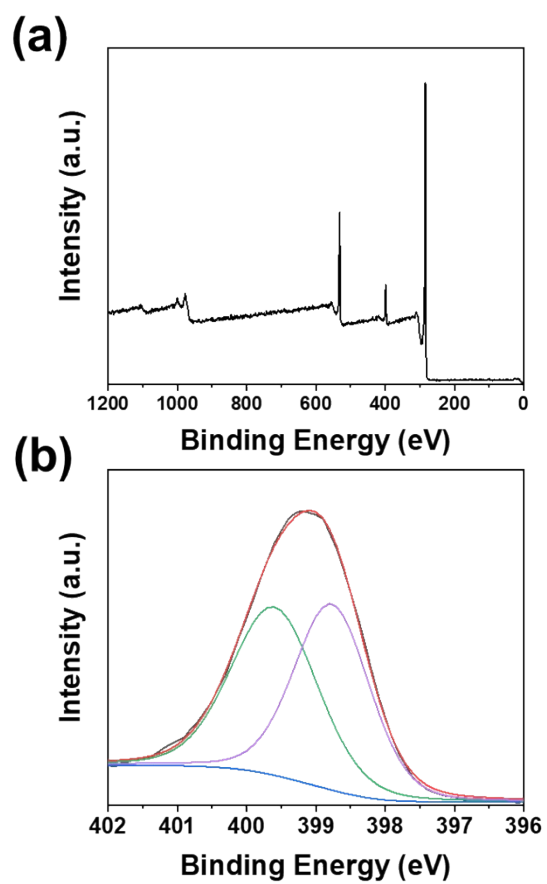 (a)
Intensity (a.u.)
1200 1000 800 600 400 200 0
Binding Energy (eV)
(b)
Intensity (a.u.)
402 401 400 399 398 397 396
Binding Energy (eV)